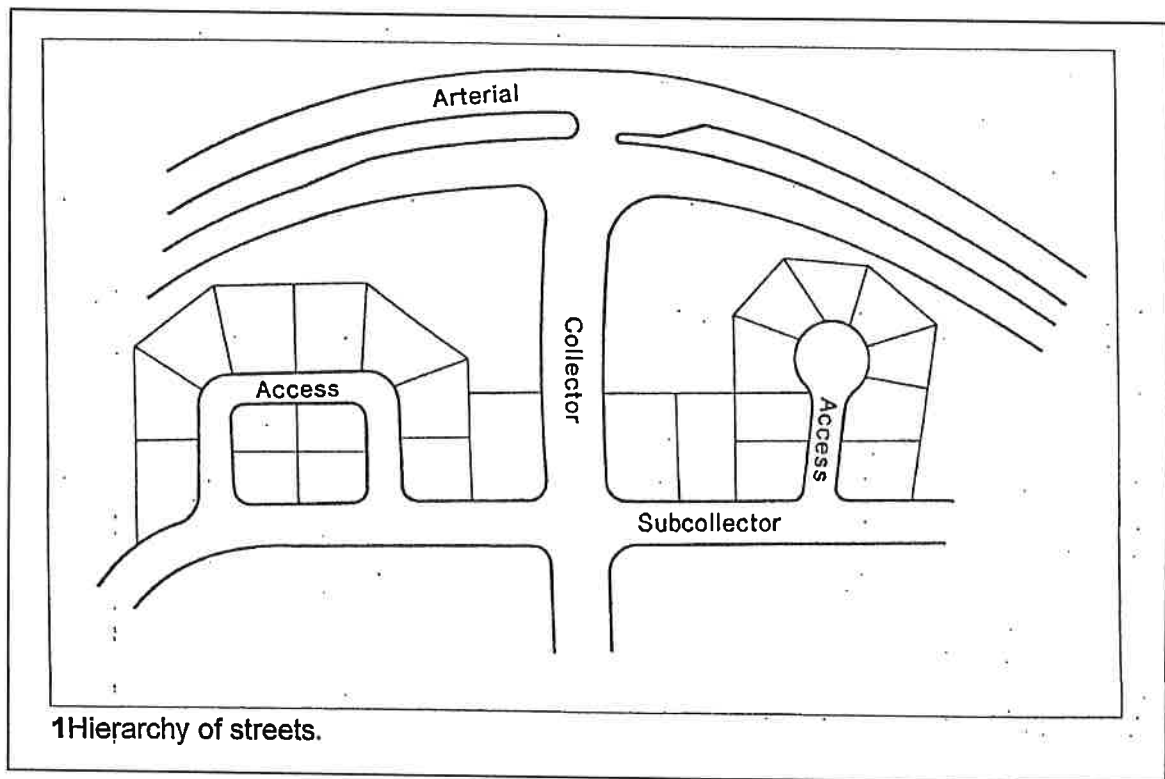 Arterial
Collector
Access
Access
Subcollector
1Hierarchy of streets.